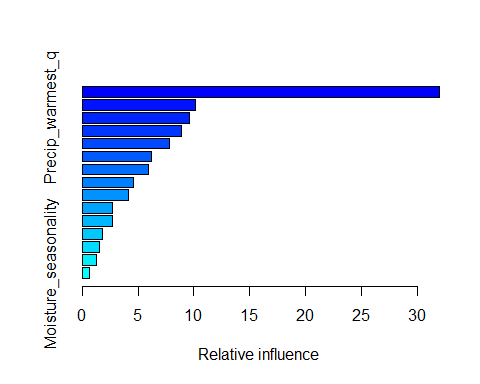 Precip_warmest_q
Moisture_seasonality
0 5 10 15 20 25 30
Relative influence